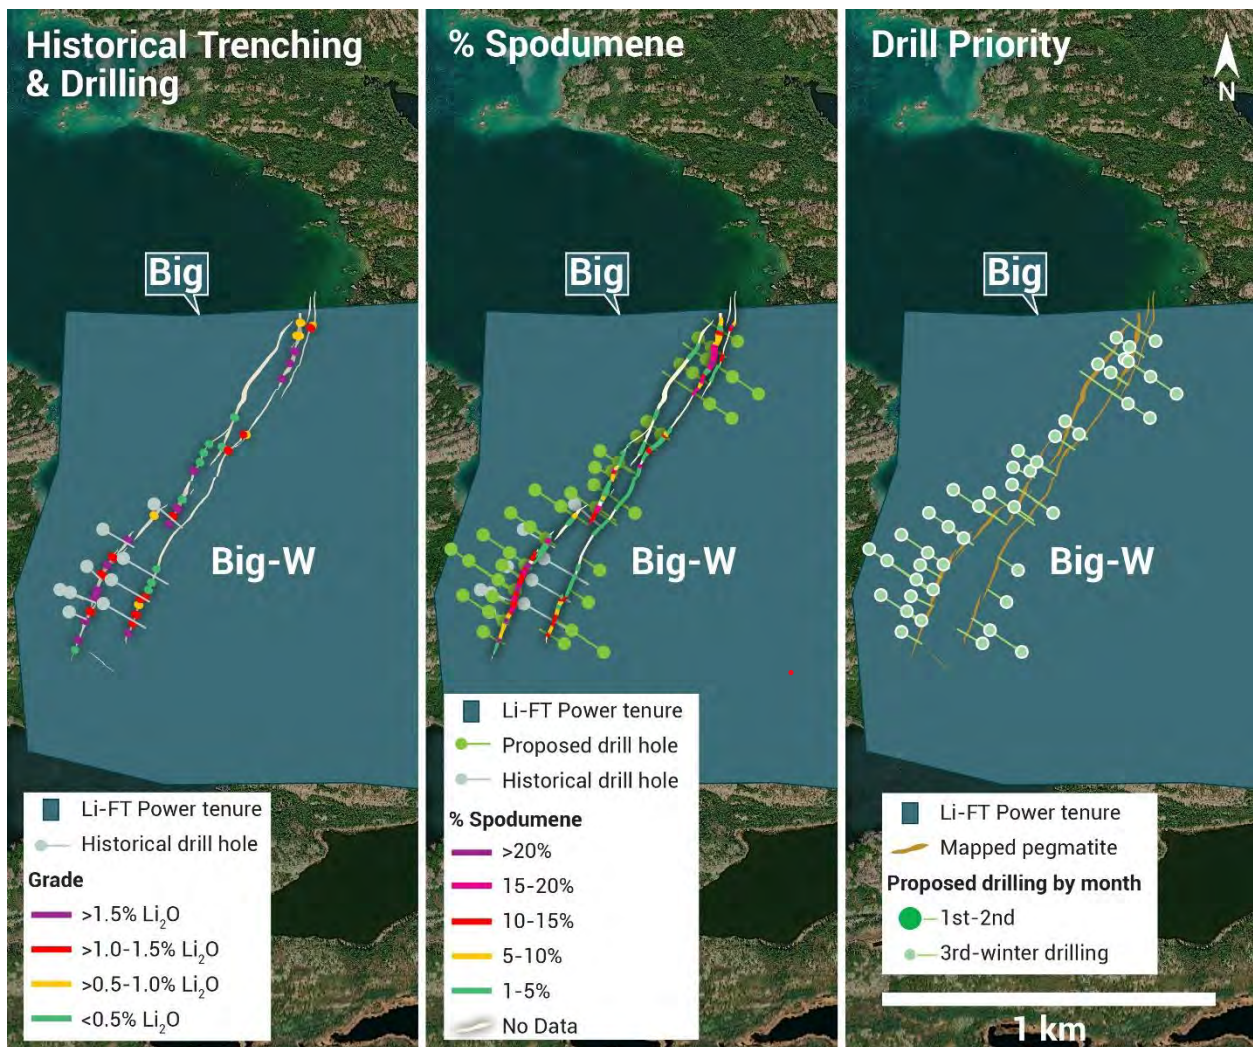 Historical Trenching
& Drilling
Big
Big-W
Li-FT Power tenure
Historical drill hole
Grade
>1.5% Li₂O
>1.0-1.5% Li₂O
>0.5-1.0% Li₂O
<0.5% Li₂O
% Spodumene
Big
Big-W
Li-FT Power tenure
Proposed drill hole
Historical drill hole
% Spodumene
>20%
15-20%
10-15%
5-10%
1-5%
No Data
Drill Priority
N
Big
Big-W
Li-FT Power tenure
Mapped pegmatite
Proposed drilling by month
1st-2nd
3rd-winter drilling
1 km